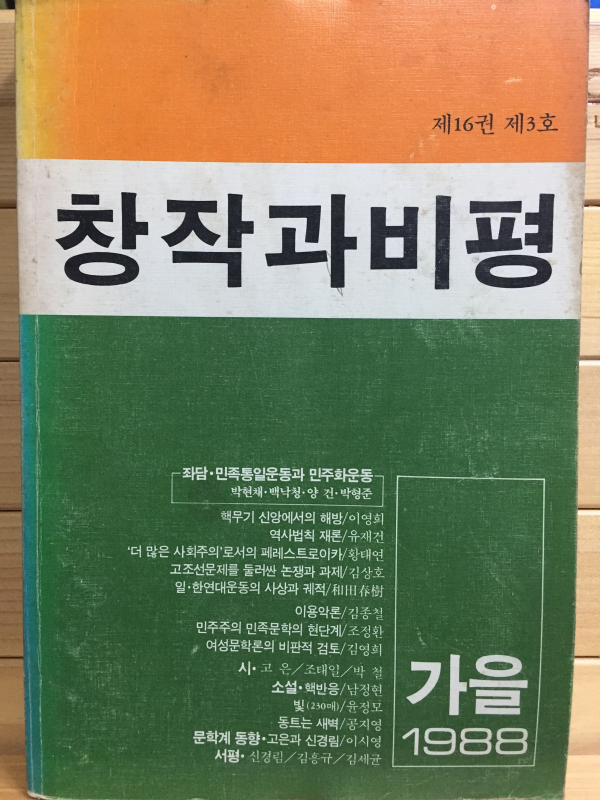 제16권 제3호
창작과비평
좌담·민족통일운동과 민주화운동
박현채·백낙청·양 건·박형준
핵무기 신앙에서의 해방/이영희
역사법칙 재론/유재건
‘더 많은 사회주의’로서의 페레스트로이카/황태연
고조선문제를 둘러싼 논쟁과 과제/김상호
일·한연대운동의 사상과 궤적/和田春樹
이용악론/김종철
민주주의 민족문학의 현단계/조정환
여성문학론의 비판적 검토/김영희
시·고 은／조태일／박 철
소설·핵반응/남정현
빛(230매)/윤정모
동트는 새벽/공지영
문학계 동향·고은과 신경림/이시영
서평·신경림／김흥규／김세균
가을
1988